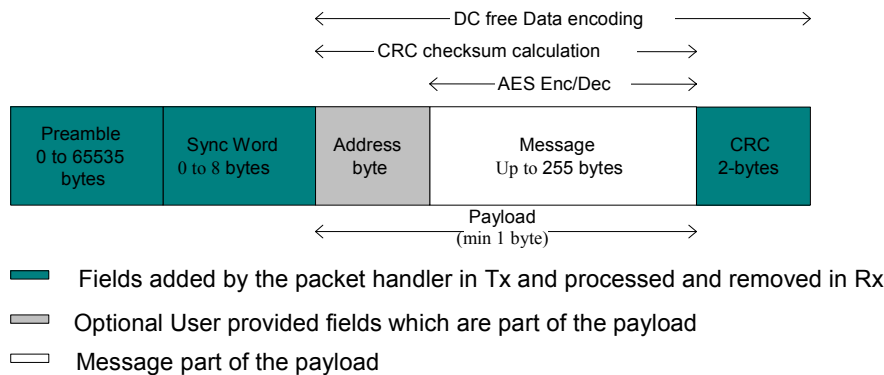 DC free Data encoding
CRC checksum calculation
AES Enc/Dec
Preamble
0 to 65535
bytes
Sync Word
0 to 8 bytes
Address
byte
Message
Up to 255 bytes
CRC
2-bytes
Payload
(min 1 byte)
Fields added by the packet handler in Tx and processed and removed in Rx
Optional User provided fields which are part of the payload
Message part of the payload